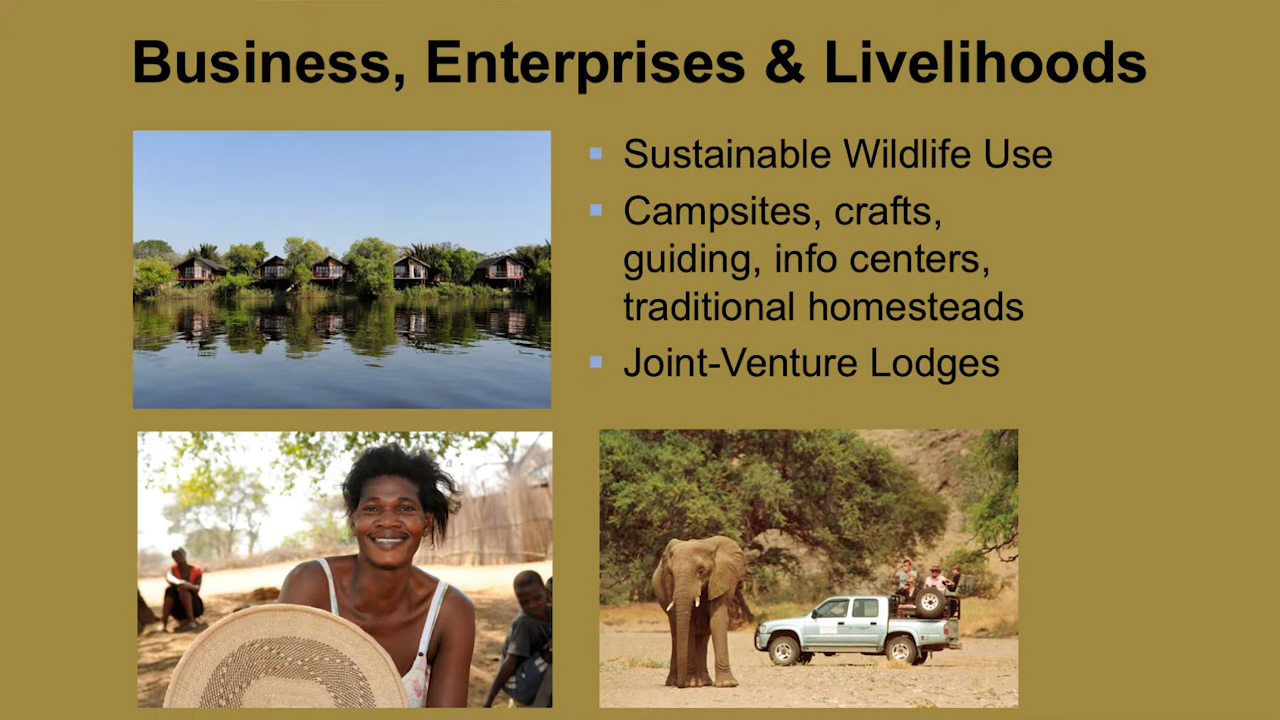 Business, Enterprises & Livelihoods
Sustainable Wildlife Use
Campsites, crafts,
guiding, info centers,
traditional homesteads
Joint-Venture Lodges